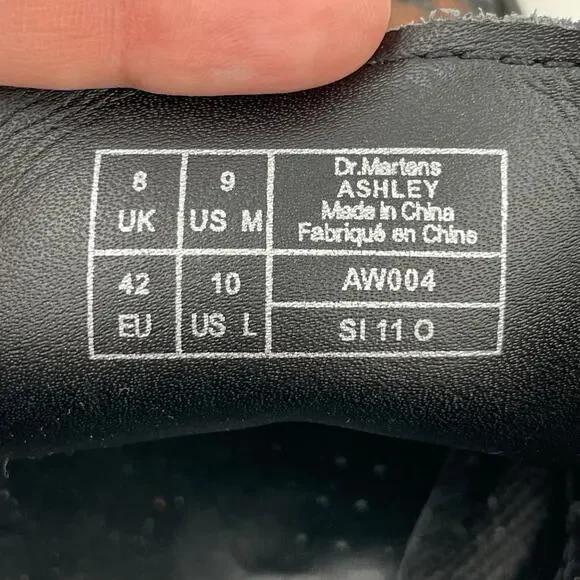 8
UK
9
US M
Dr.Martens
ASHLEY
Made in China
Fabriqué en Chine
42
EU
10
US L
AW004
SI 11 O